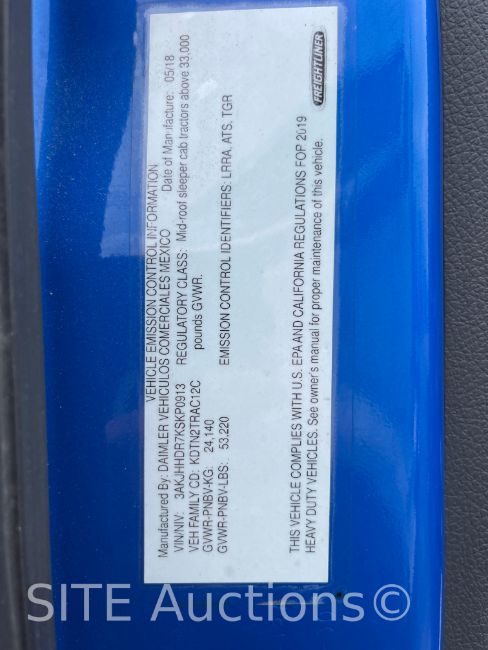 VEHICLE EMISSION CONTROL INFORMATION
Manufactured By: DAIMLER VEHICULOS COMERCIALES MEXICO Date of Manufacture: 05/18
VIN/NIV: 3AKJHHDR7KSKP0913 REGULATORY CLASS: Mid-roof sleeper cab tractors above 33,000
VEH FAMILY CD: KDTN2TRAC12C pounds GVWR.
GVWR-PNBV-KG: 24,140
GVWR-PNBV-LBS: 53,220 EMISSION CONTROL IDENTIFIERS: LRRA, ATS, TGR
THIS VEHICLE COMPLIES WITH U.S. EPA AND CALIFORNIA REGULATIONS FOR 2019
HEAVY DUTY VEHICLES. See owner's manual for proper maintenance of this vehicle.
FREIGHTLINER
SITE Auctions©